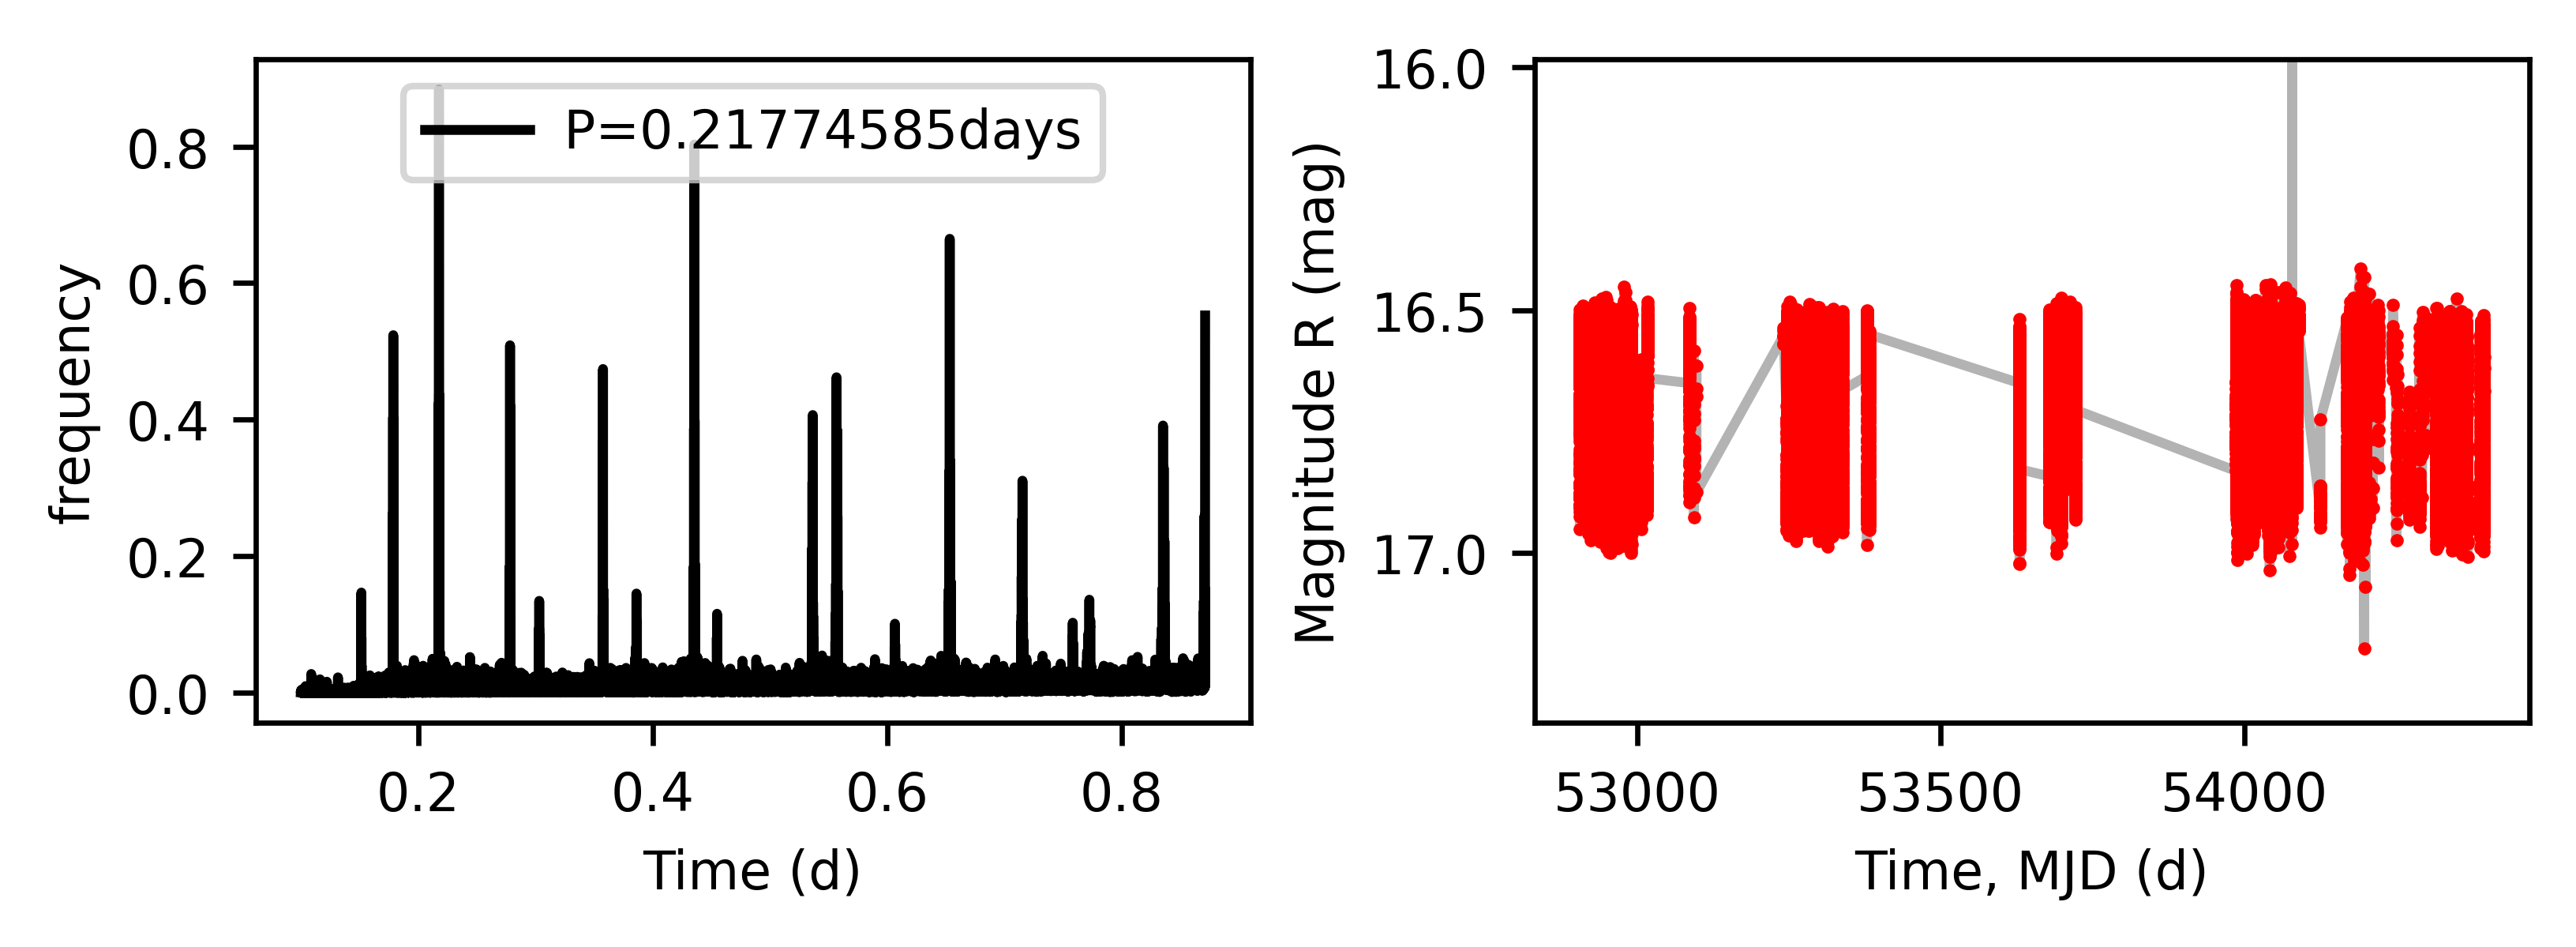 frequency
0.8
0.6
0.4
0.2
0.0
P=0.21774585days
0.2 0.4 0.6 0.8
Time (d)
Magnitude R (mag)
16.0
16.5
17.0
53000 53500 54000
Time, MJD (d)